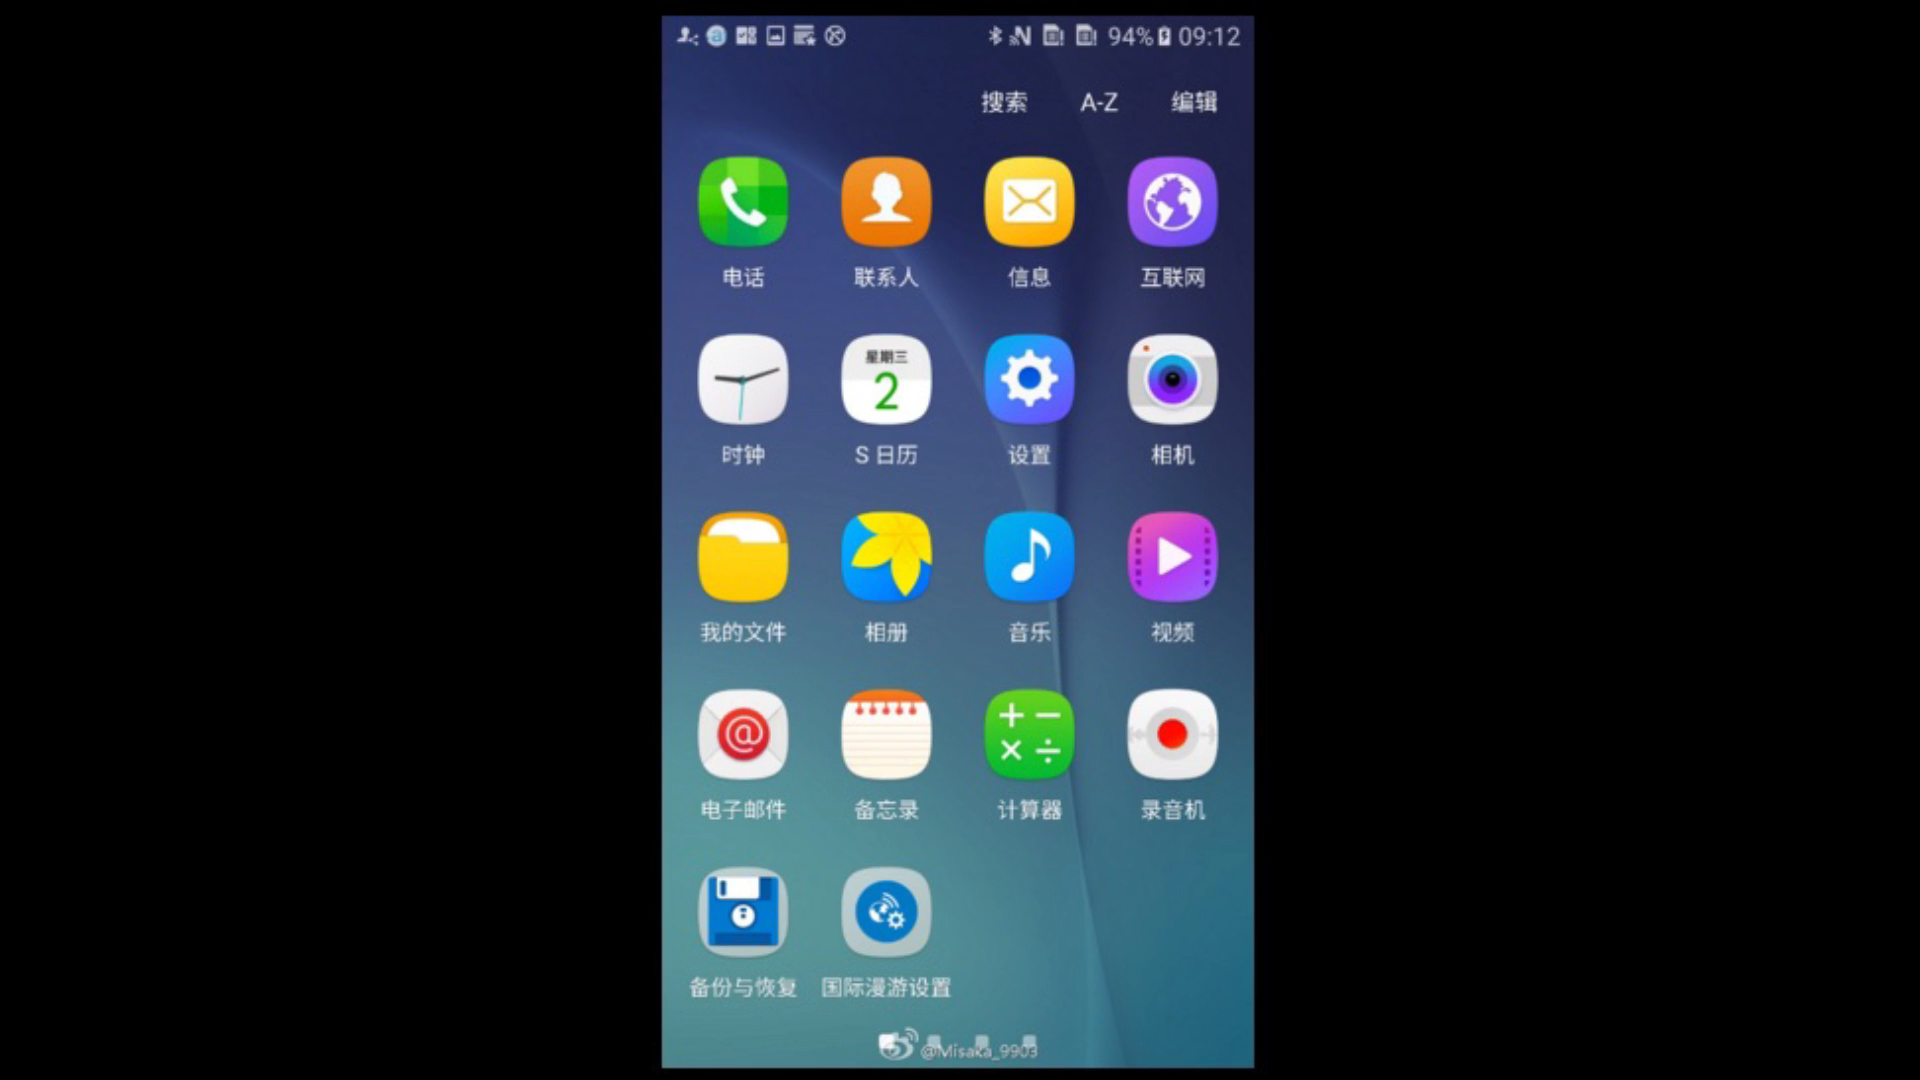 94% 09:12
搜索 A-Z 编辑
电话 联系人 信息 互联网
星期三
2
时钟 S 日历 设置 相机
我的文件 相册 音乐 视频
@
电子邮件 备忘录 计算器 录音机
备份与恢复 国际漫游设置
@Misaka_9903